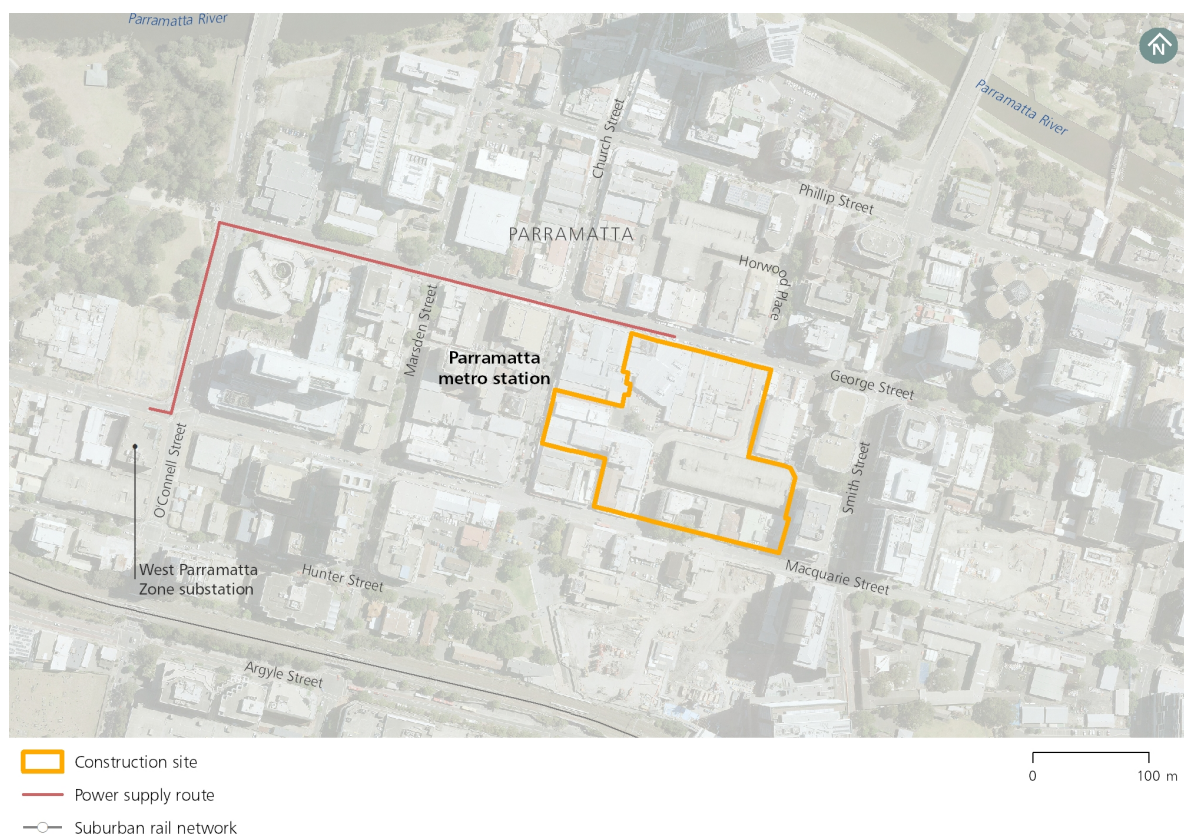 Parramatta River
N
Parramatta River
Church Street
Phillip Street
PARRAMATTA
Horwood
Place
Marsden Street
Parramatta
metro station
George Street
O'Connell Street
Smith Street
West Parramatta
Zone substation
Hunter Street
Macquarie Street
Argyle Street
Construction site
0
100 m
Power supply route
Suburban rail network